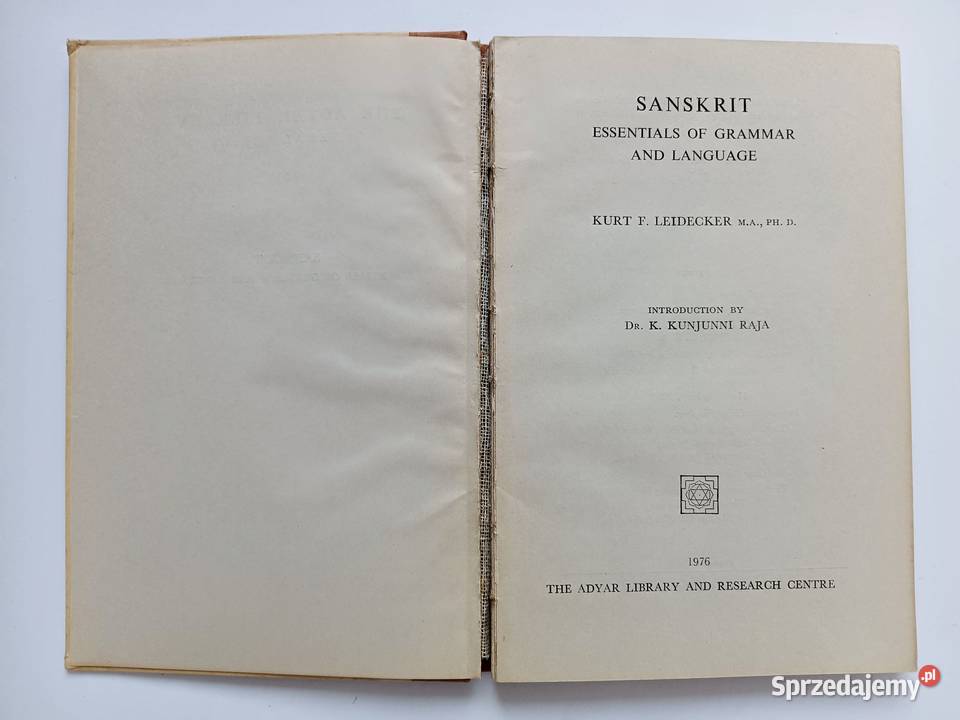 SANSKRIT
ESSENTIALS OF GRAMMAR
AND LANGUAGE
KURT F. LEIDECKER M.A., PH. D.
INTRODUCTION BY
DR. K. KUNJUNNI RAJA
1976
THE ADYAR LIBRARY AND RESEARCH CENTRE
Sprzedajemy.pl